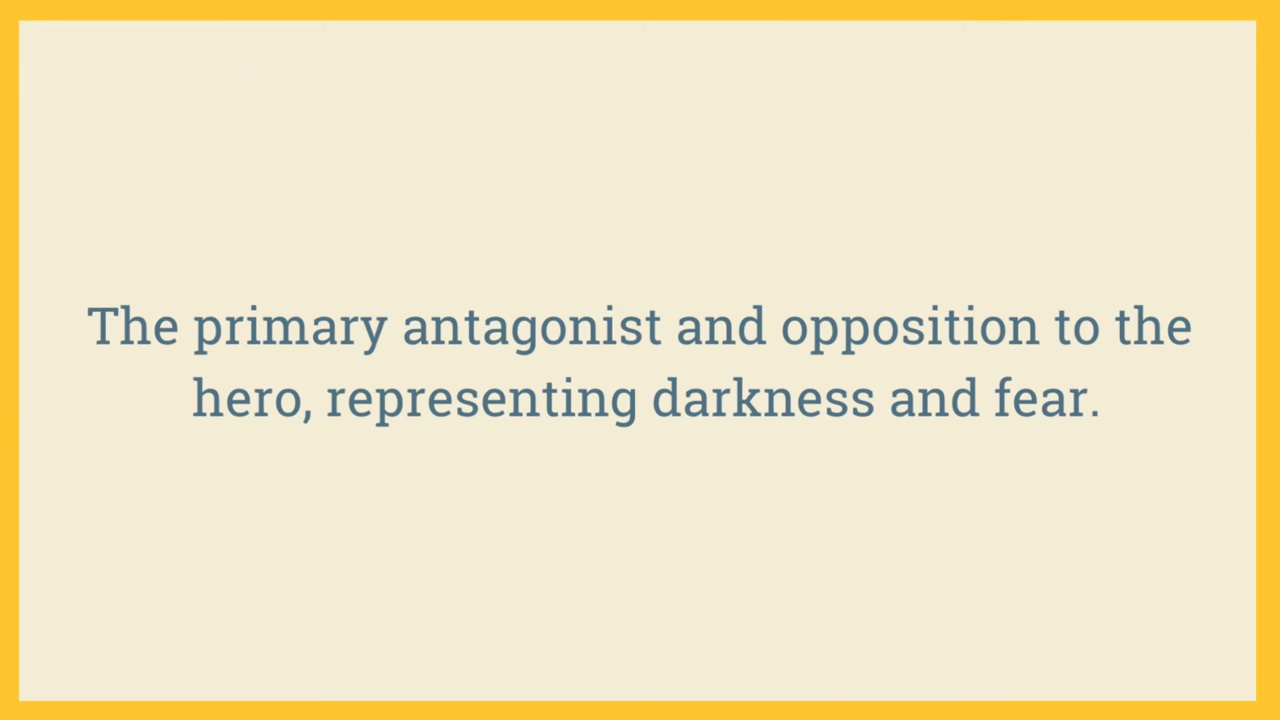 The primary antagonist and opposition to the
hero, representing darkness and fear.